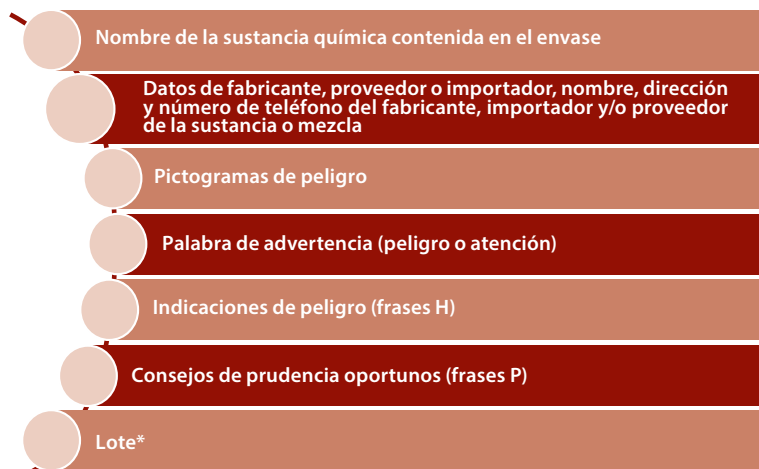 Nombre de la sustancia química contenida en el envase
Datos de fabricante, proveedor o importador, nombre, dirección
y número de teléfono del fabricante, importador y/o proveedor
de la sustancia o mezcla
Pictogramas de peligro
Palabra de advertencia (peligro o atención)
Indicaciones de peligro (frases H)
Consejos de prudencia oportunos (frases P)
Lote*